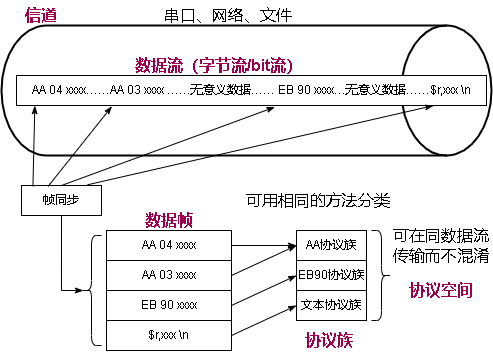 信道
串口、网络、文件
数据流（字节流/bit流）
AA 04 xxxx……AA 03 xxxx ……无意义数据…… EB 90 xxxx…无意义数据……$r,xxx \n
帧同步
可用相同的方法分类
数据帧
AA 04 xxxx
AA 03 xxxx
EB 90 xxxx
$r,xxx \n
AA协议族
EB90协议族
文本协议族
协议族
可在同数据流
传输而不混淆
协议空间